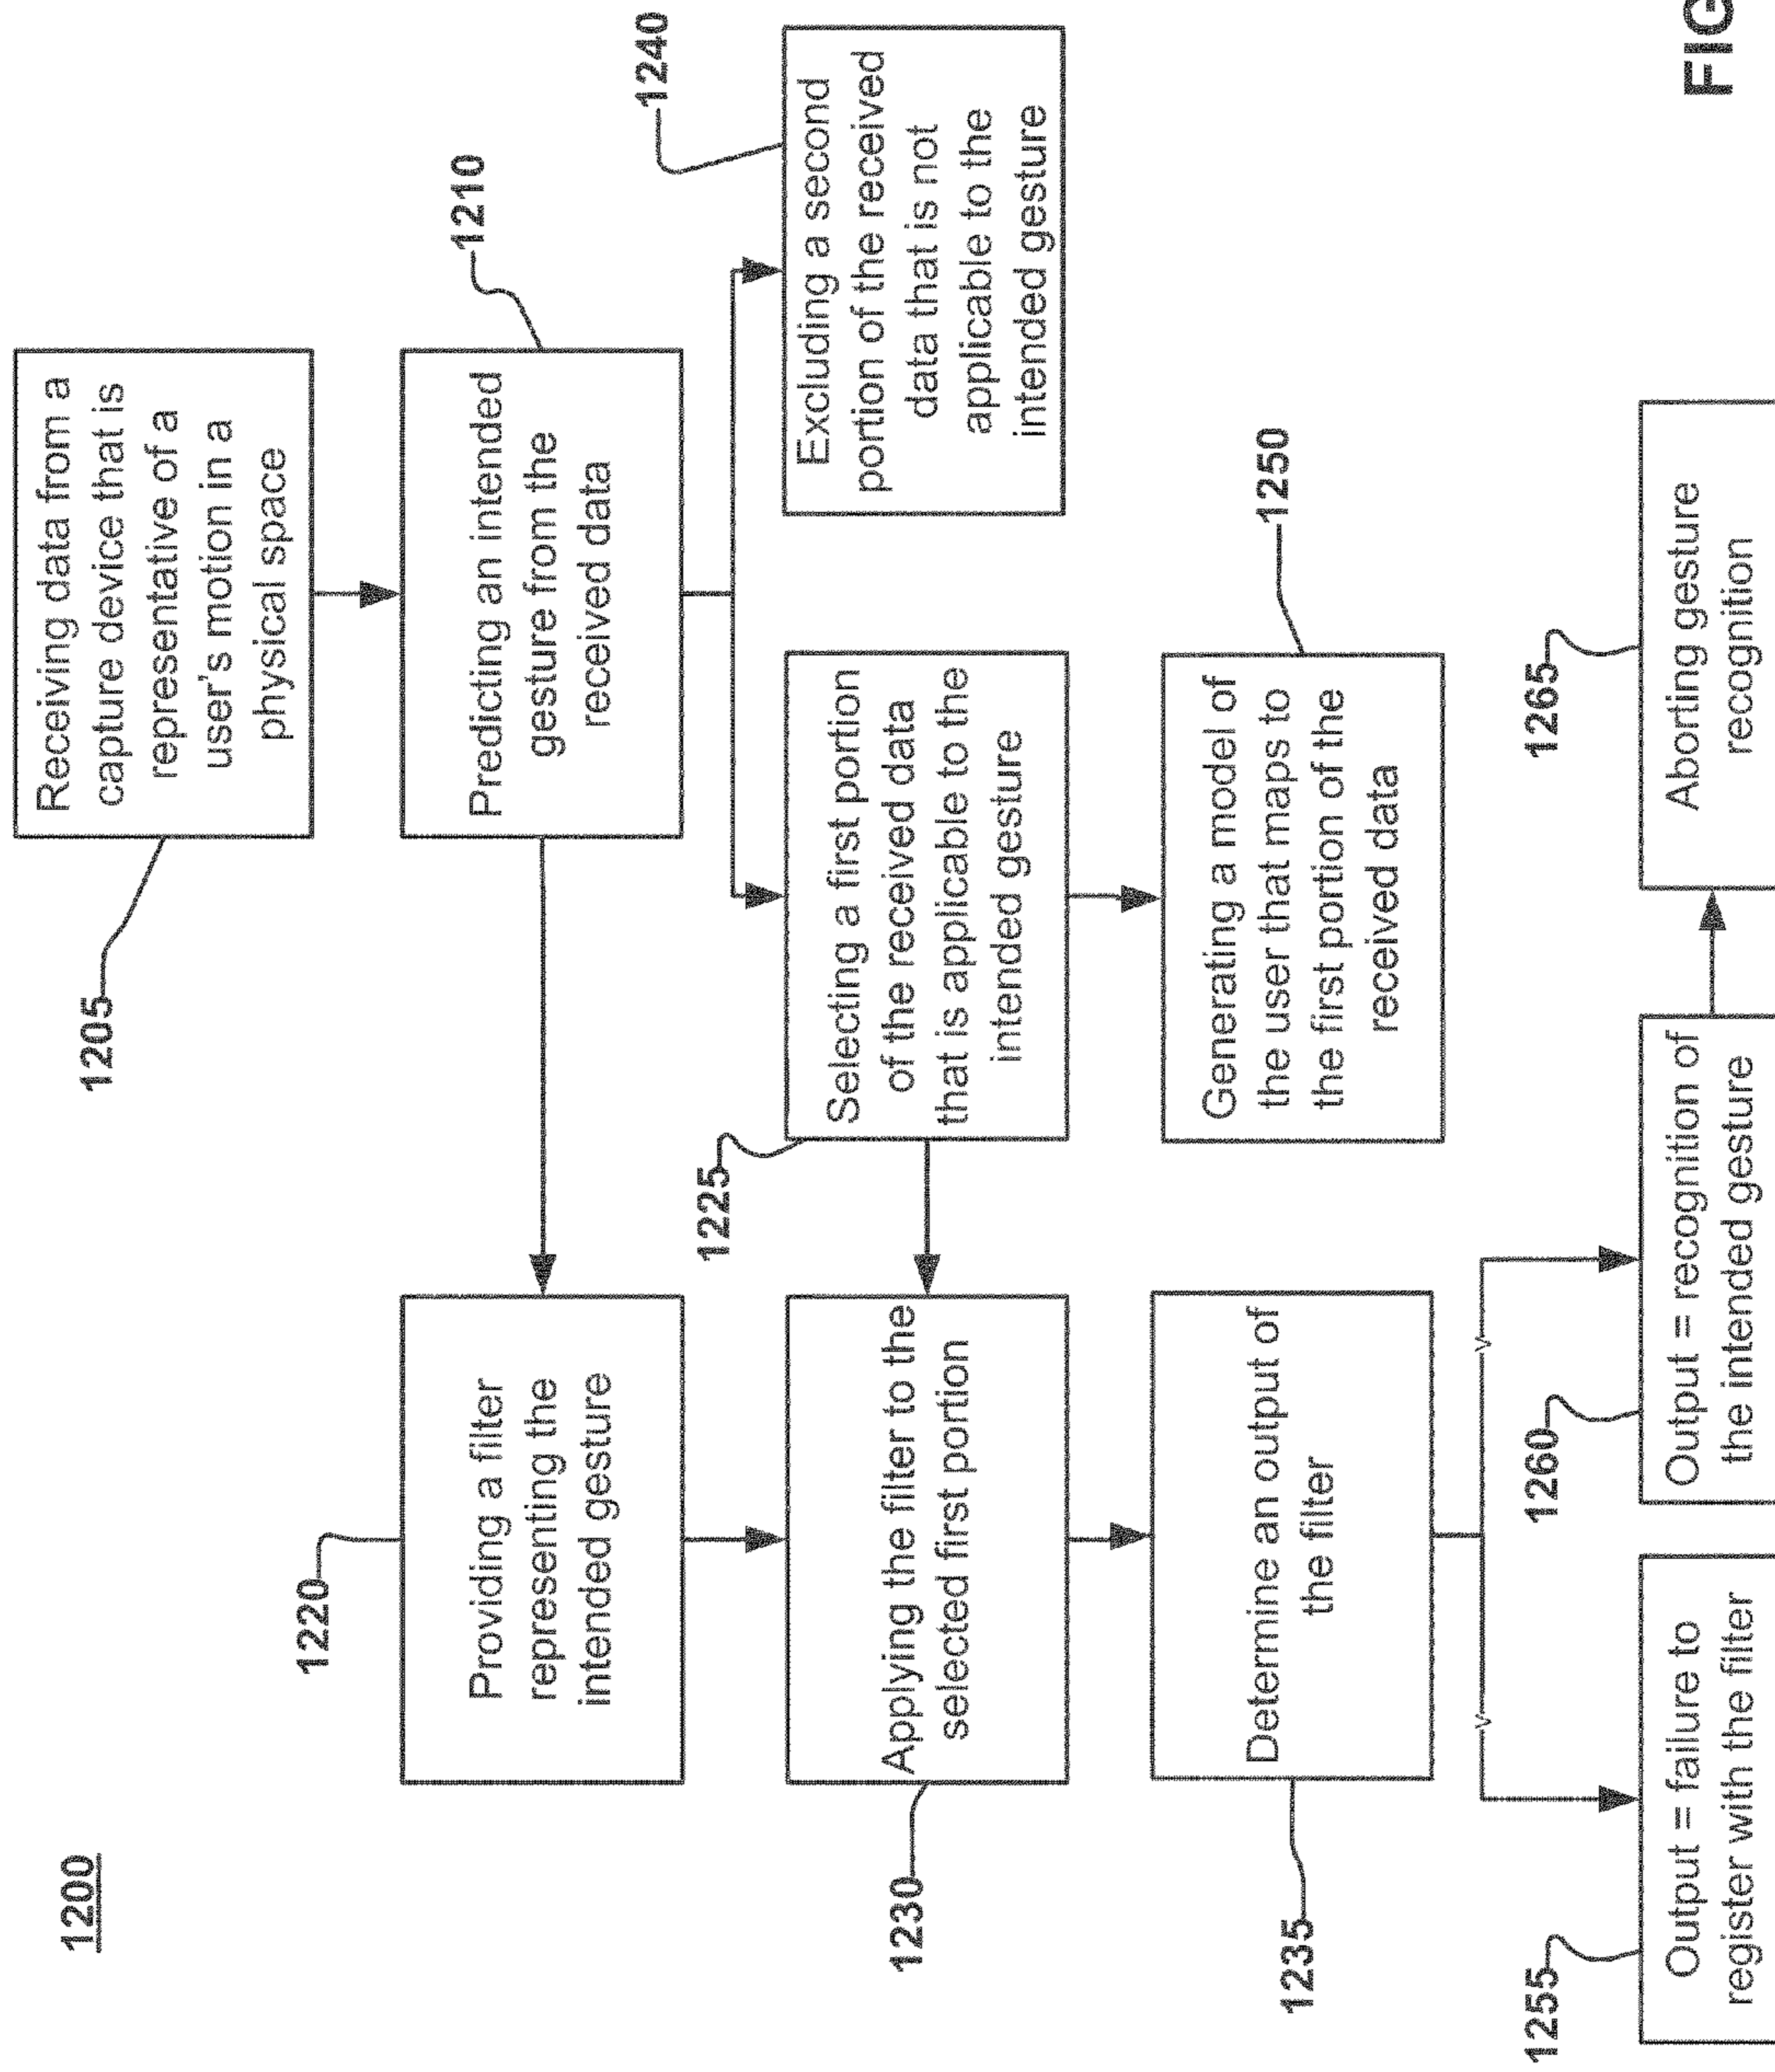 1200
1205
Receiving data from a
capture device that is
representative of a
user's motion in a
physical space
1210
Predicting an intended
gesture from the
received data
1220
Providing a filter
representing the
intended gesture
1225
Selecting a first portion
of the received data
that is applicable to the
intended gesture
1240
Excluding a second
portion of the received
data that is not
applicable to the
intended gesture
1230
Applying the filter to the
selected first portion
1250
Generating a model of
the user that maps to
the first portion of the
received data
1235
Determine an output of
the filter
1255
Output = failure to
register with the filter
1260
Output = recognition of
the intended gesture
1265
Aborting gesture
recognition
FIG